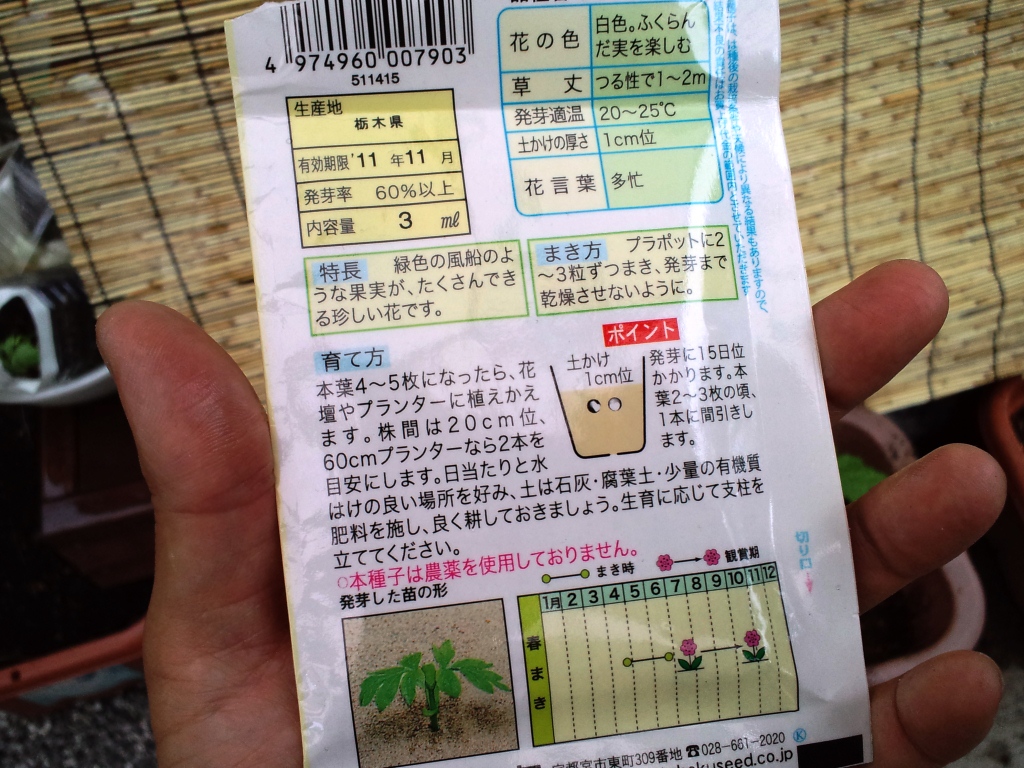 4 974960 007903
511415
花の色 白色。ふくらん
だ実を楽しむ
草丈 つる性で1〜2m
発芽適温 20〜25℃
土かけの厚さ 1cm位
花言葉 多忙
生産地
栃木県
有効期限 '11 年 11 月
発芽率 60%以上
内容量 3 ml
特長 緑色の風船のよ
うな果実が、たくさんでき
る珍しい花です。
まき方 プラポットに2
〜3粒ずつまき、発芽まで
乾燥させないように。
育て方
本葉4〜5枚になったら、花
壇やプランターに植えかえ
ます。株間は20cm位、
60cmプランターなら2本を
目安にします。日当たりと水
はけの良い場所を好み、土は石灰・腐葉土・少量の有機質
肥料を施し、良く耕しておきましょう。生育に応じて支柱を
立ててください。
ポイント
土かけ
1cm位
発芽に15日位
かかります。本
葉2〜3枚の頃、
1本に間引きし
ます。
○本種子は農薬を使用しておりません。
発芽した苗の形
まき時 観賞期
1月 2 3 4 5 6 7 8 9 10 11 12
春まき
切り口
宇都宮市東町309番地 ☎028-661-2020 Ⓚ
seed.co.jp